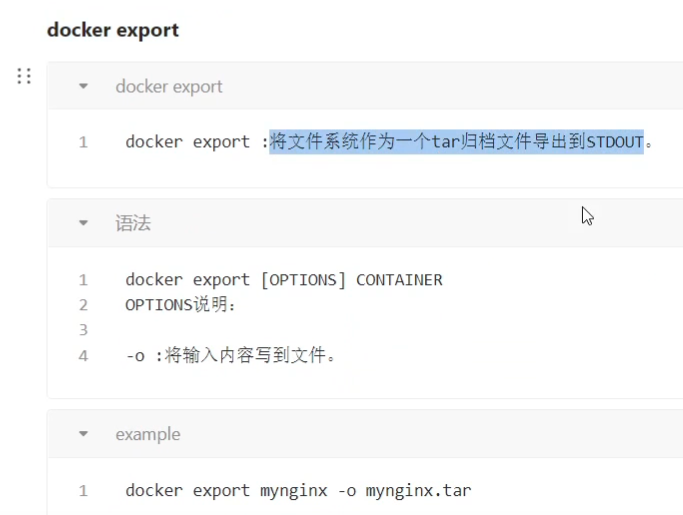 docker export
docker export
1 docker export :将文件系统作为一个tar归档文件导出到STDOUT。
语法
1 docker export [OPTIONS] CONTAINER
2 OPTIONS说明：
3
4 -o :将输入内容写到文件。
example
1 docker export mynginx -o mynginx.tar